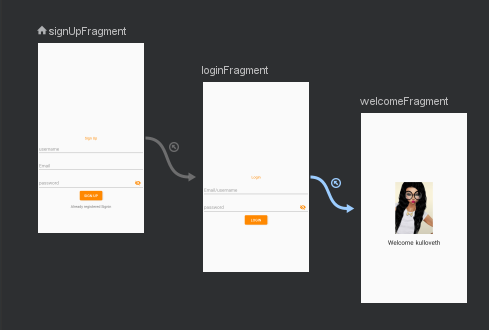 signUpFragment
Sign Up
username
Email
password
SIGN UP
Already registered? Signin
loginFragment
Login
Email/username
password
LOGIN
welcomeFragment
Welcome kulloveth